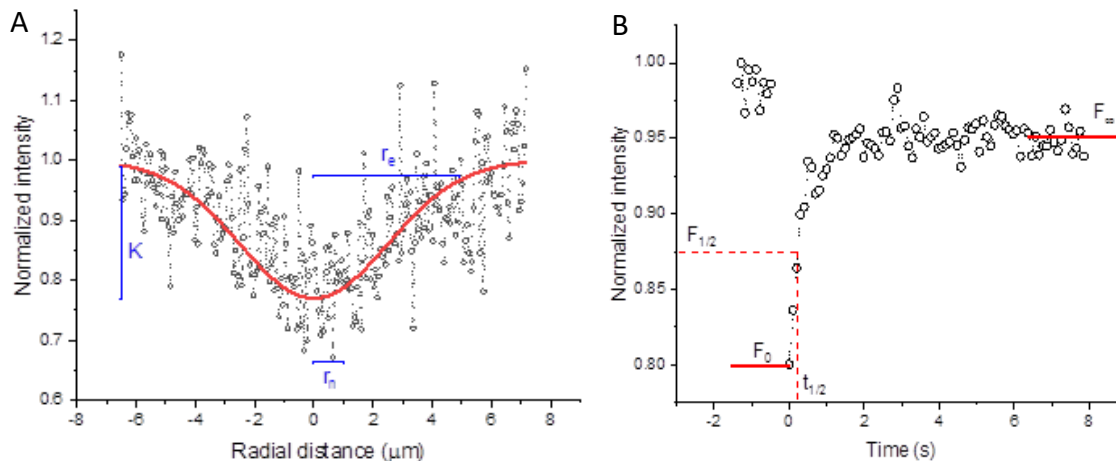 A
1.2
1.1
1.0
0.9
0.8
0.7
0.6
Normalized intensity
K
rₑ
rₙ
-8 -6 -4 -2 0 2 4 6 8
Radial distance (μm)
B
1.00
0.95
0.90
0.85
0.80
Normalized intensity
F∞
F1/2
F0
t1/2
-2 0 2 4 6 8
Time (s)